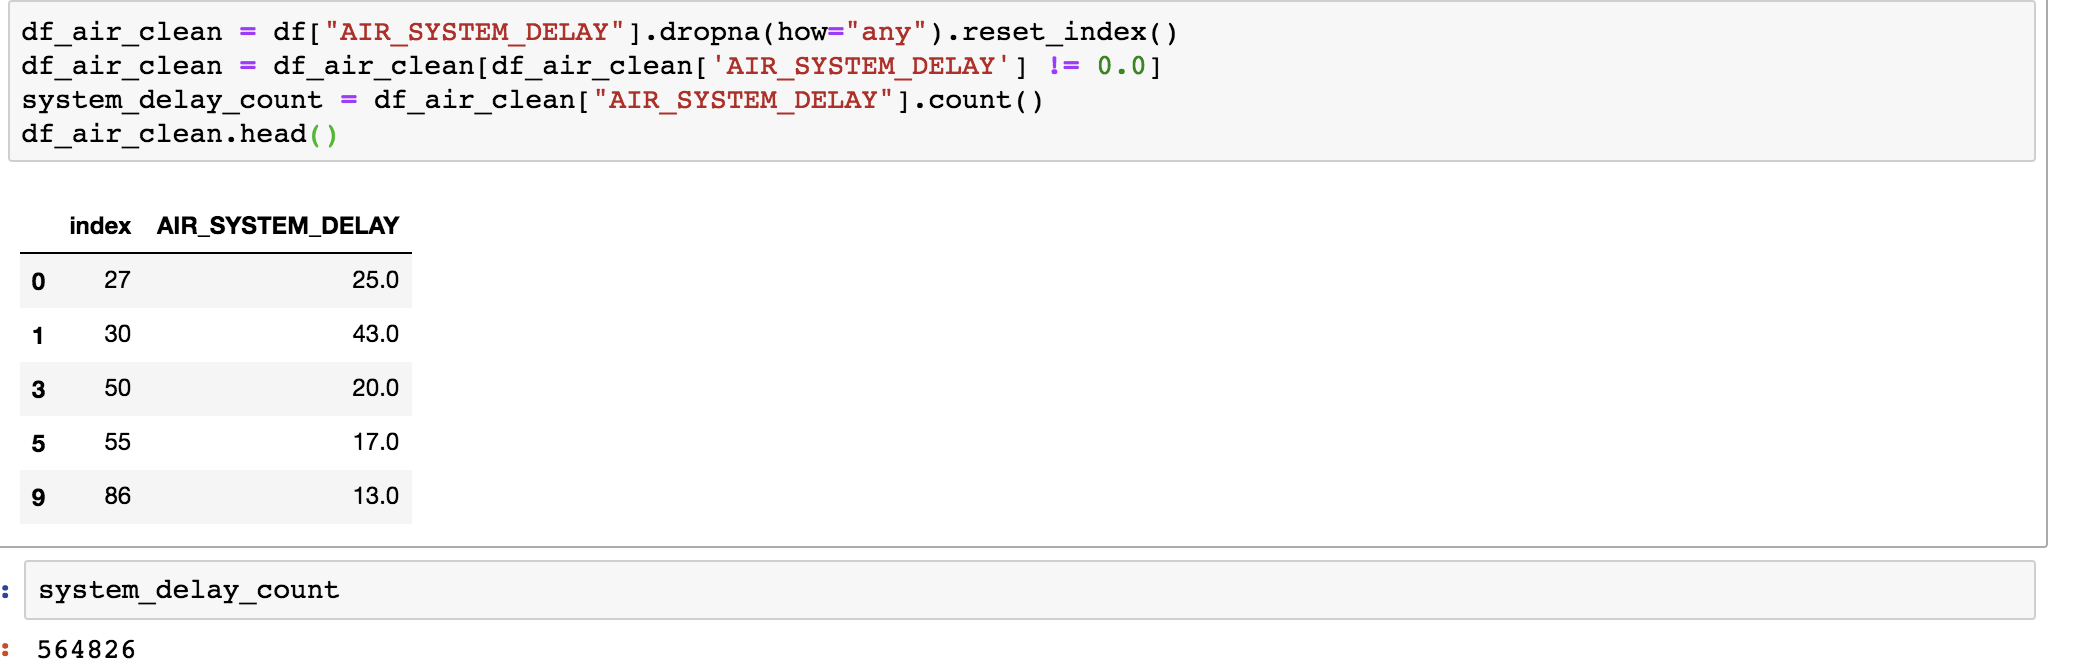 df_air_clean = df["AIR_SYSTEM_DELAY"].dropna(how="any").reset_index()
df_air_clean = df_air_clean[df_air_clean['AIR_SYSTEM_DELAY'] != 0.0]
system_delay_count = df_air_clean["AIR_SYSTEM_DELAY"].count()
df_air_clean.head()
index AIR_SYSTEM_DELAY
0 27 25.0
1 30 43.0
3 50 20.0
5 55 17.0
9 86 13.0
: system_delay_count
: 564826